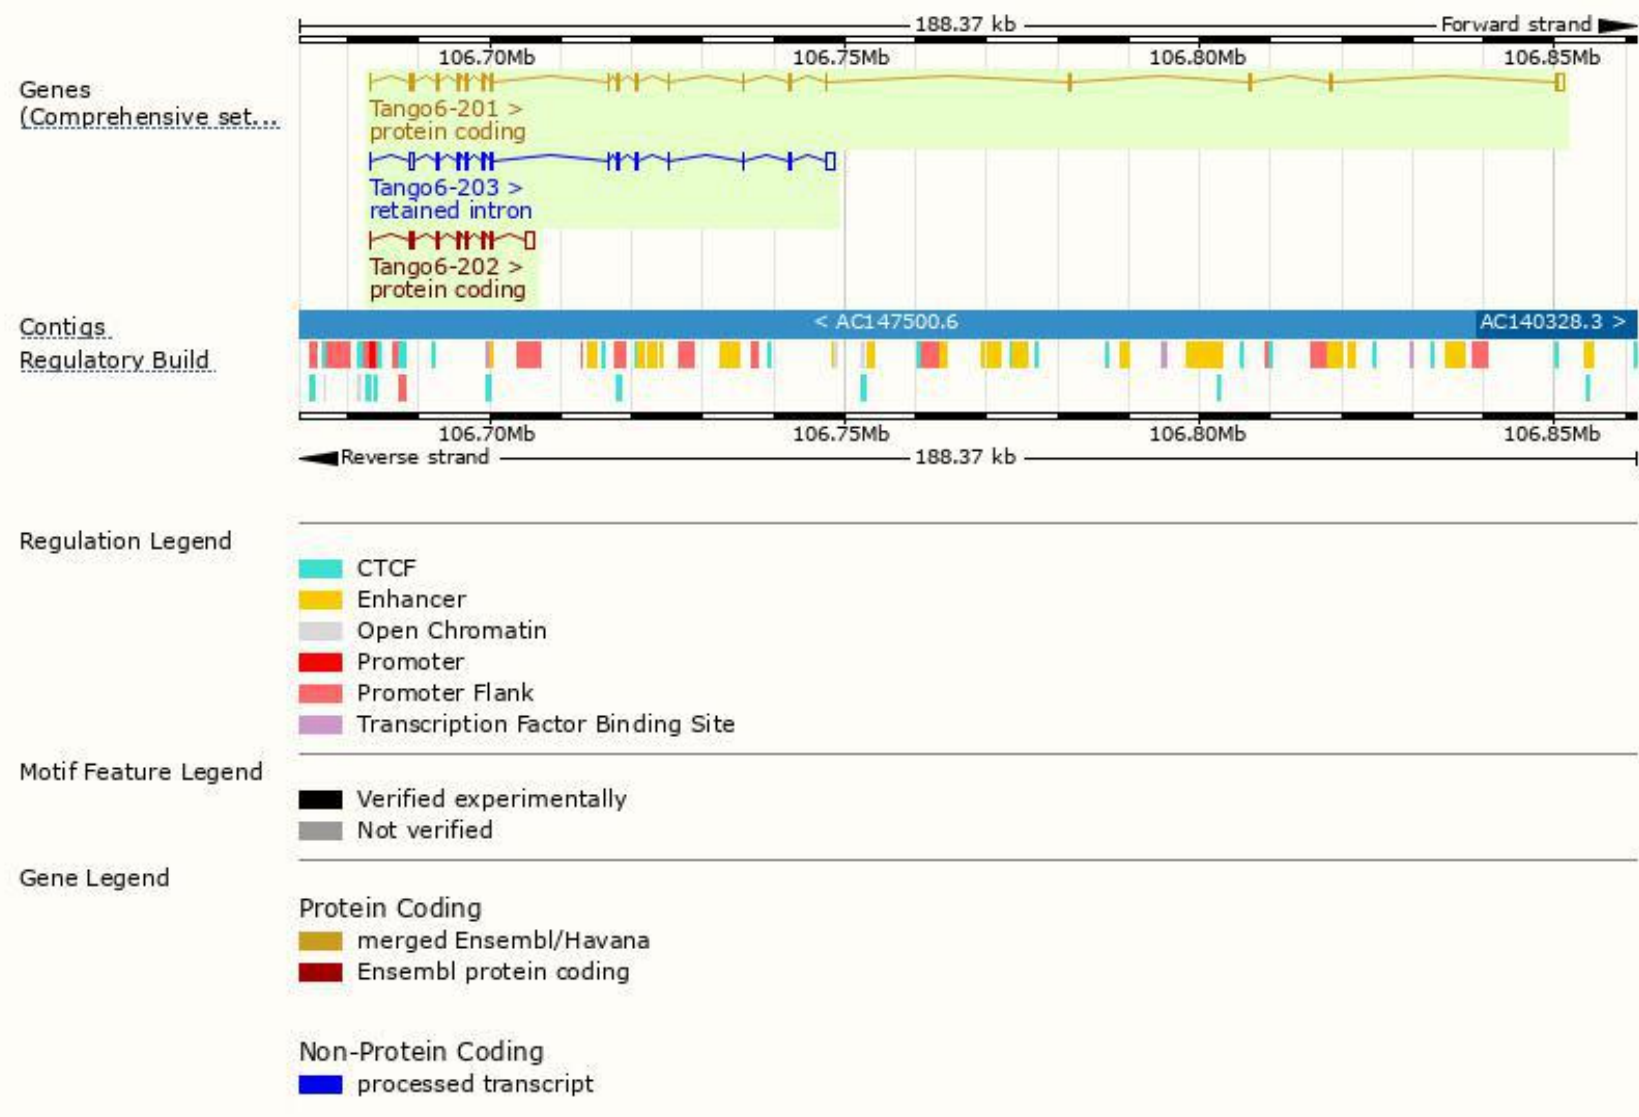 188.37 kb Forward strand
106.70Mb 106.75Mb 106.80Mb 106.85Mb
Genes
(Comprehensive set...
Tango6-201 >
protein coding
Tango6-203 >
retained intron
Tango6-202 >
protein coding
Contigs < AC147500.6 AC140328.3 >
Regulatory Build
106.70Mb 106.75Mb 106.80Mb 106.85Mb
Reverse strand 188.37 kb
Regulation Legend
CTCF
Enhancer
Open Chromatin
Promoter
Promoter Flank
Transcription Factor Binding Site
Motif Feature Legend
Verified experimentally
Not verified
Gene Legend
Protein Coding
merged Ensembl/Havana
Ensembl protein coding
Non-Protein Coding
processed transcript